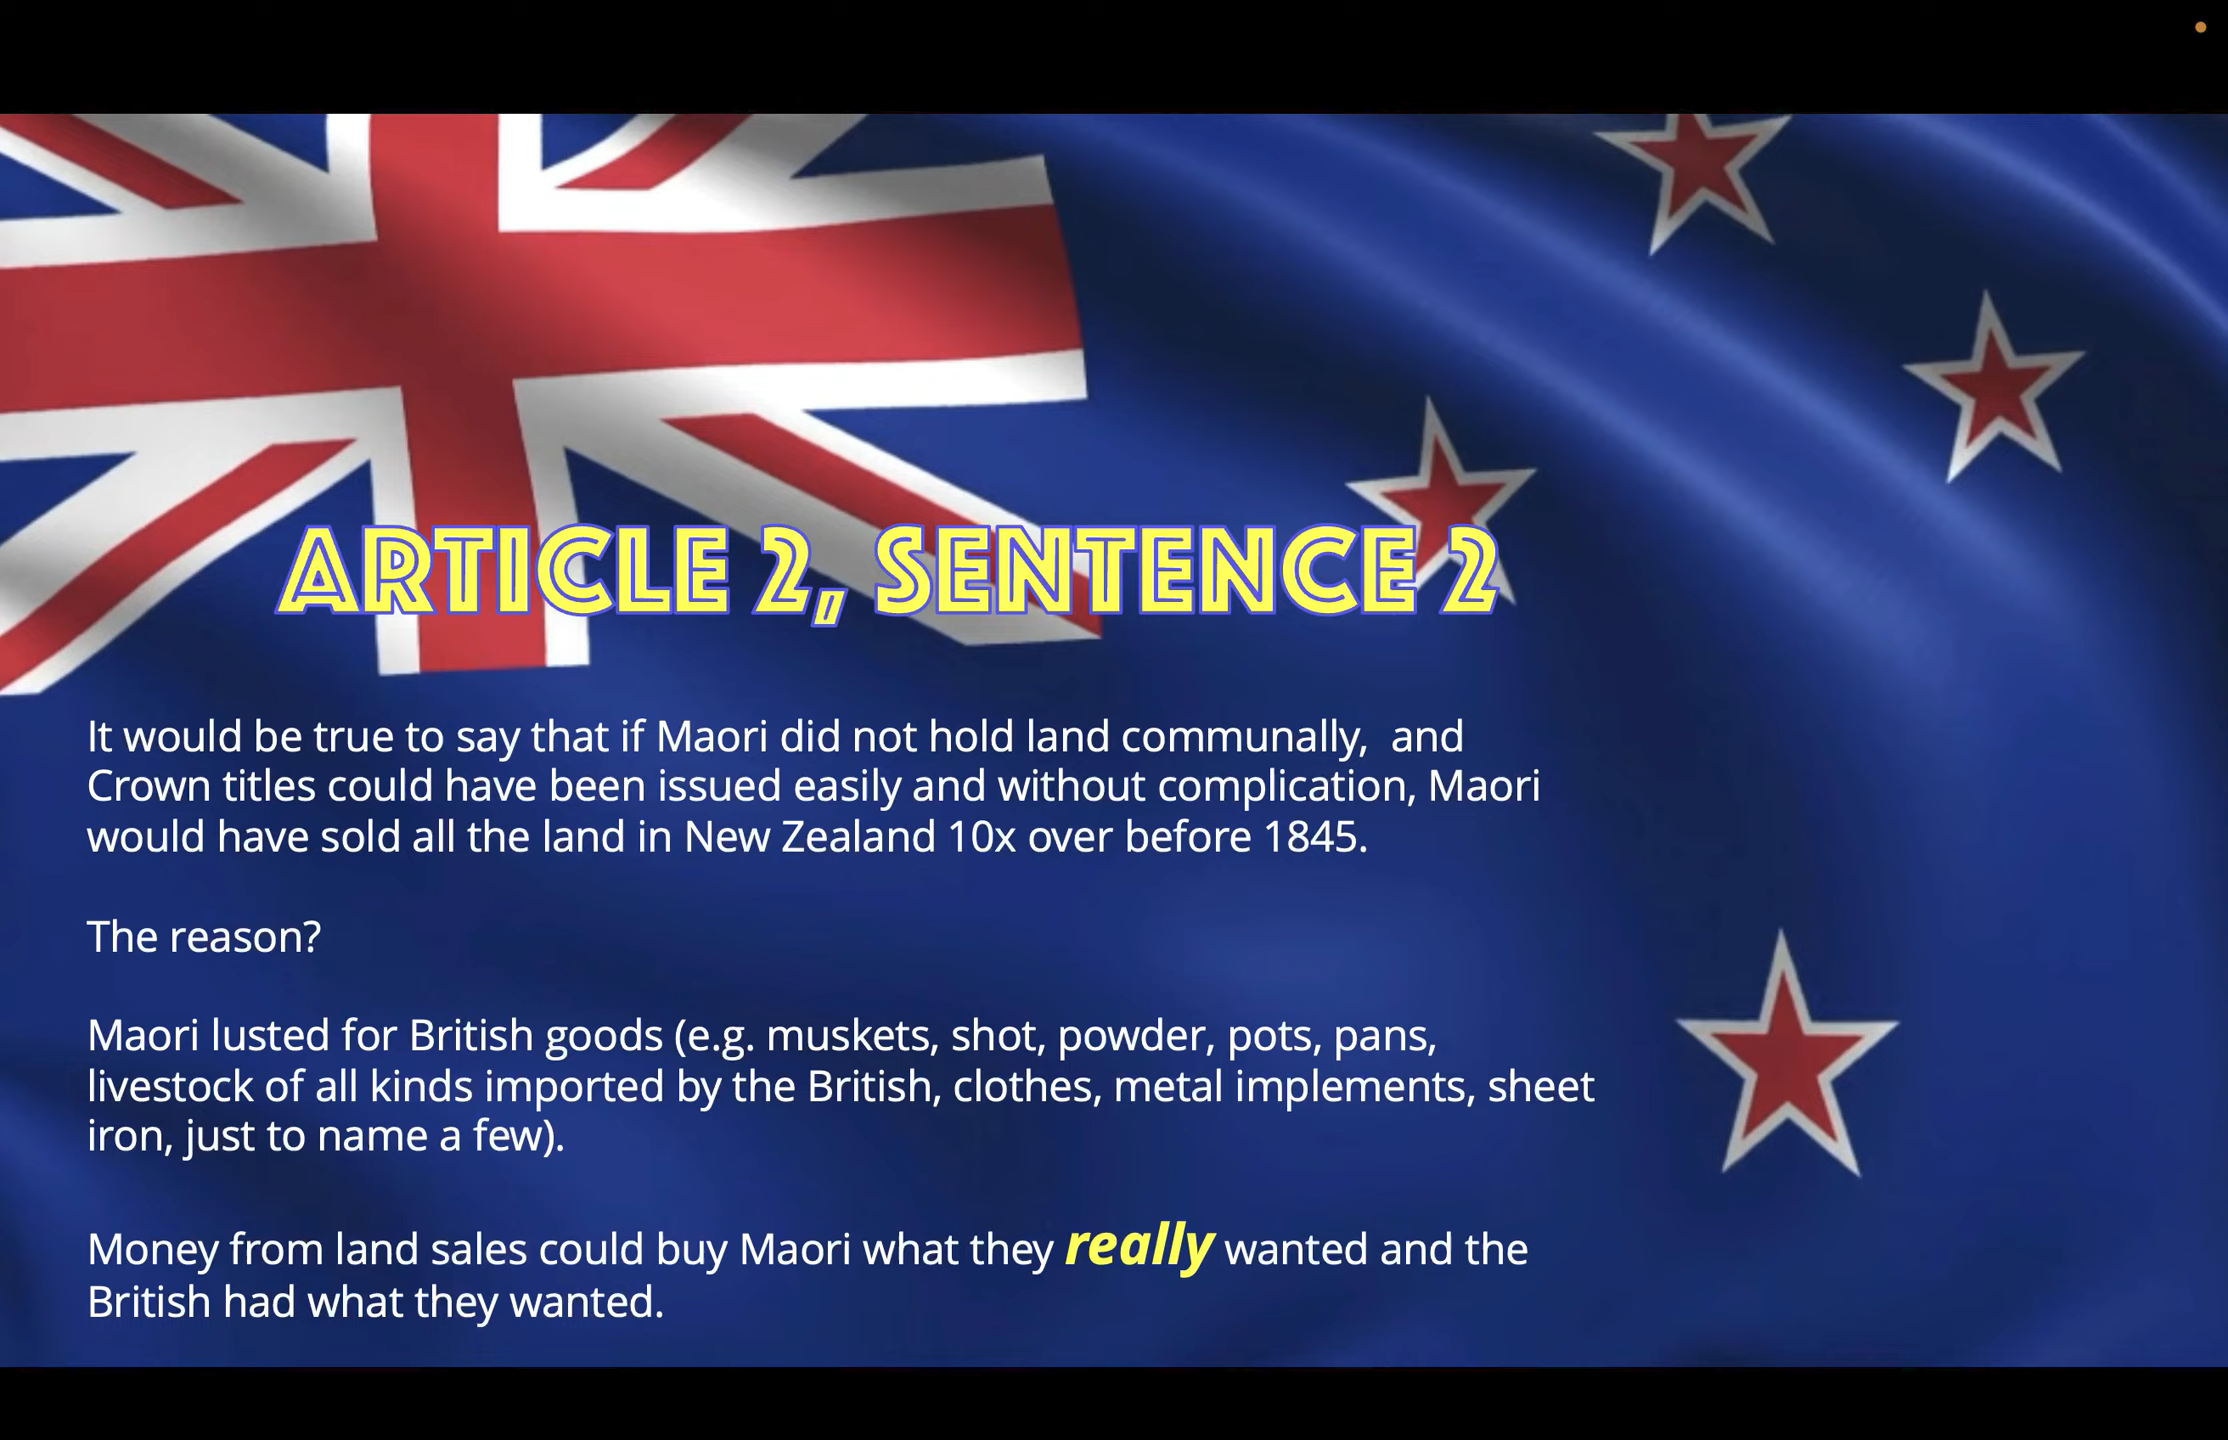 ARTICLE 2, SENTENCE 2
It would be true to say that if Maori did not hold land communally,  and
Crown titles could have been issued easily and without complication, Maori
would have sold all the land in New Zealand 10x over before 1845.
The reason?
Maori lusted for British goods (e.g. muskets, shot, powder, pots, pans,
livestock of all kinds imported by the British, clothes, metal implements, sheet
iron, just to name a few).
Money from land sales could buy Maori what they really wanted and the
British had what they wanted.